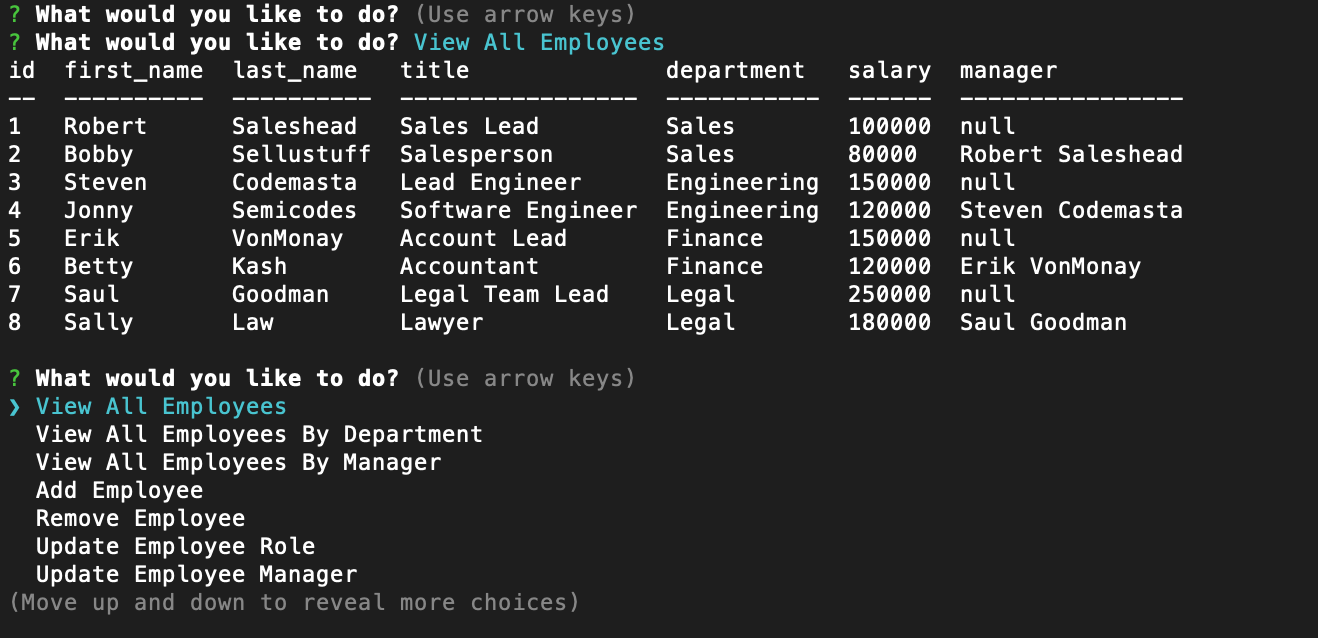 ? What would you like to do? (Use arrow keys)
? What would you like to do? View All Employees
id  first_name  last_name   title              department   salary  manager
--  ----------  ----------  -----------------  -----------  ------  ----------------
1   Robert      Saleshead   Sales Lead         Sales        100000  null
2   Bobby       Sellustuff  Salesperson        Sales        80000   Robert Saleshead
3   Steven      Codemasta   Lead Engineer      Engineering  150000  null
4   Jonny       Semicodes   Software Engineer  Engineering  120000  Steven Codemasta
5   Erik        VonMonay    Account Lead       Finance      150000  null
6   Betty       Kash        Accountant         Finance      120000  Erik VonMonay
7   Saul        Goodman     Legal Team Lead    Legal        250000  null
8   Sally       Law         Lawyer             Legal        180000  Saul Goodman
? What would you like to do? (Use arrow keys)
❯ View All Employees
  View All Employees By Department
  View All Employees By Manager
  Add Employee
  Remove Employee
  Update Employee Role
  Update Employee Manager
(Move up and down to reveal more choices)